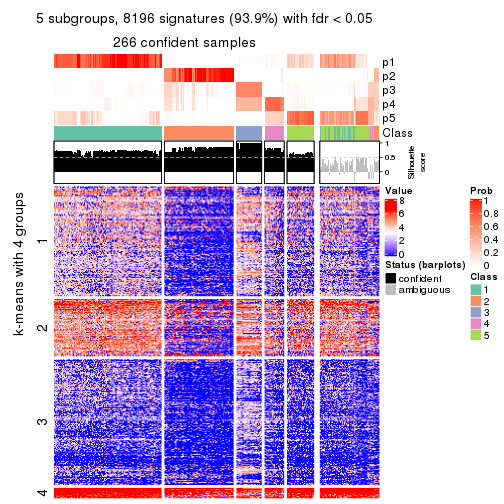 5 subgroups, 8196 signatures (93.9%) with fdr < 0.05
266 confident samples
p1
p2
p3
p4
p5
Class
1
0.5
0
Silhouette
score
k-means with 4 groups
1
2
3
4
Value
8
6
4
2
0
Status (barplots)
confident
ambiguous
Prob
1
0.8
0.6
0.4
0.2
0
Class
1
2
3
4
5